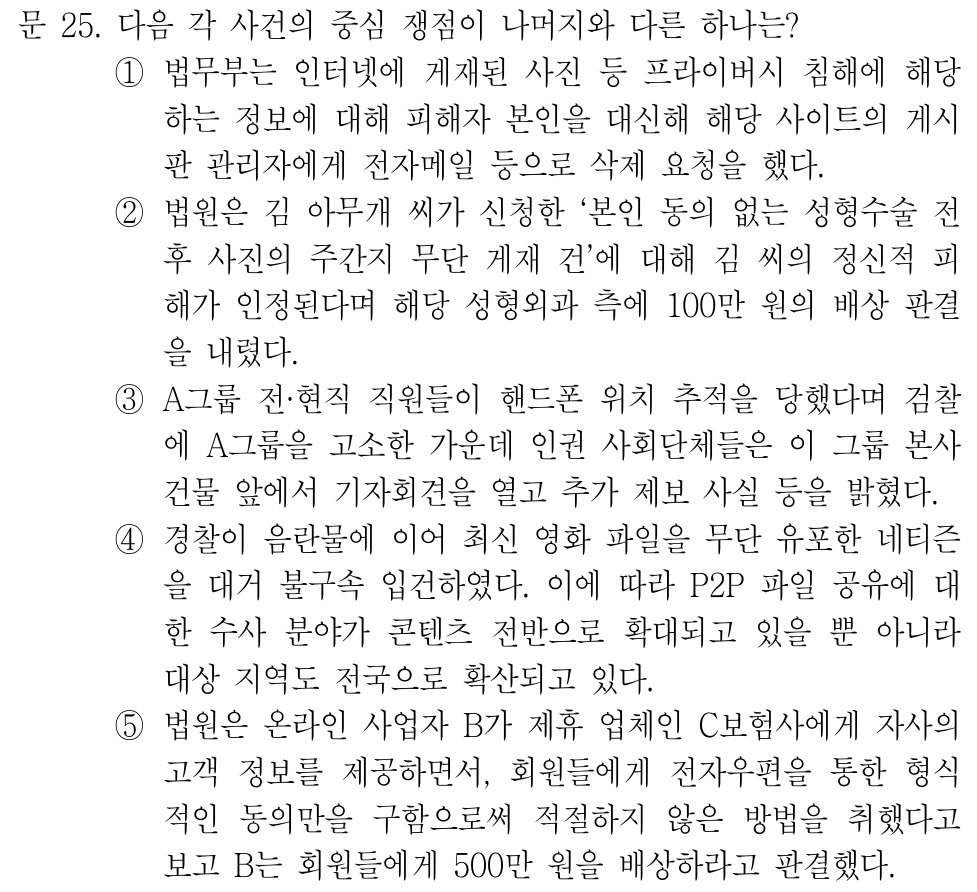 문 25. 다음 각 사건의 중심 쟁점이 나머지와 다른 하나는?
① 법무부는 인터넷에 게재된 사진 등 프라이버시 침해에 해당
하는 정보에 대해 피해자 본인을 대신해 해당 사이트의 게시
판 관리자에게 전자메일 등으로 삭제 요청을 했다.
② 법원은 김 아무개 씨가 신청한 ‘본인 동의 없는 성형수술 전
후 사진의 주간지 무단 게재 건’에 대해 김 씨의 정신적 피
해가 인정된다며 해당 성형외과 측에 100만 원의 배상 판결
을 내렸다.
③ A그룹 전·현직 직원들이 핸드폰 위치 추적을 당했다며 검찰
에 A그룹을 고소한 가운데 인권 사회단체들은 이 그룹 본사
건물 앞에서 기자회견을 열고 추가 제보 사실 등을 밝혔다.
④ 경찰이 음란물에 이어 최신 영화 파일을 무단 유포한 네티즌
을 대거 불구속 입건하였다. 이에 따라 P2P 파일 공유에 대
한 수사 분야가 콘텐츠 전반으로 확대되고 있을 뿐 아니라
대상 지역도 전국으로 확산되고 있다.
⑤ 법원은 온라인 사업자 B가 제휴 업체인 C보험사에게 자사의
고객 정보를 제공하면서, 회원들에게 전자우편을 통한 형식
적인 동의만을 구함으로써 적절하지 않은 방법을 취했다고
보고 B는 회원들에게 500만 원을 배상하라고 판결했다.